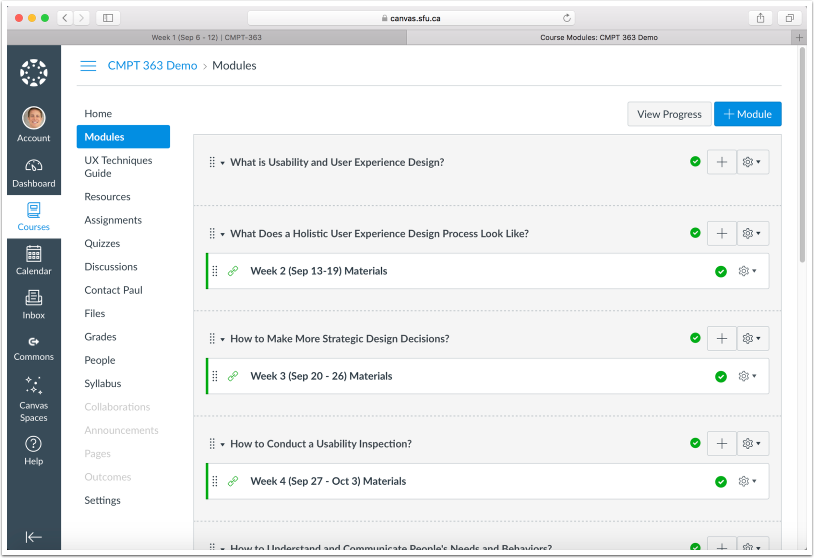 canvas.sfu.ca
Week 1 (Sep 6 - 12) | CMPT-363
Course Modules: CMPT 363 Demo
CMPT 363 Demo › Modules
Account
Dashboard
Courses
Calendar
Inbox
Commons
Canvas
Spaces
Help
Home
Modules
UX Techniques
Guide
Resources
Assignments
Quizzes
Discussions
Contact Paul
Files
Grades
People
Syllabus
Collaborations
Announcements
Pages
Outcomes
Settings
View Progress
+ Module
What is Usability and User Experience Design?
What Does a Holistic User Experience Design Process Look Like?
Week 2 (Sep 13-19) Materials
How to Make More Strategic Design Decisions?
Week 3 (Sep 20 - 26) Materials
How to Conduct a Usability Inspection?
Week 4 (Sep 27 - Oct 3) Materials
How to Understand and Communicate People's Needs and Behaviors?